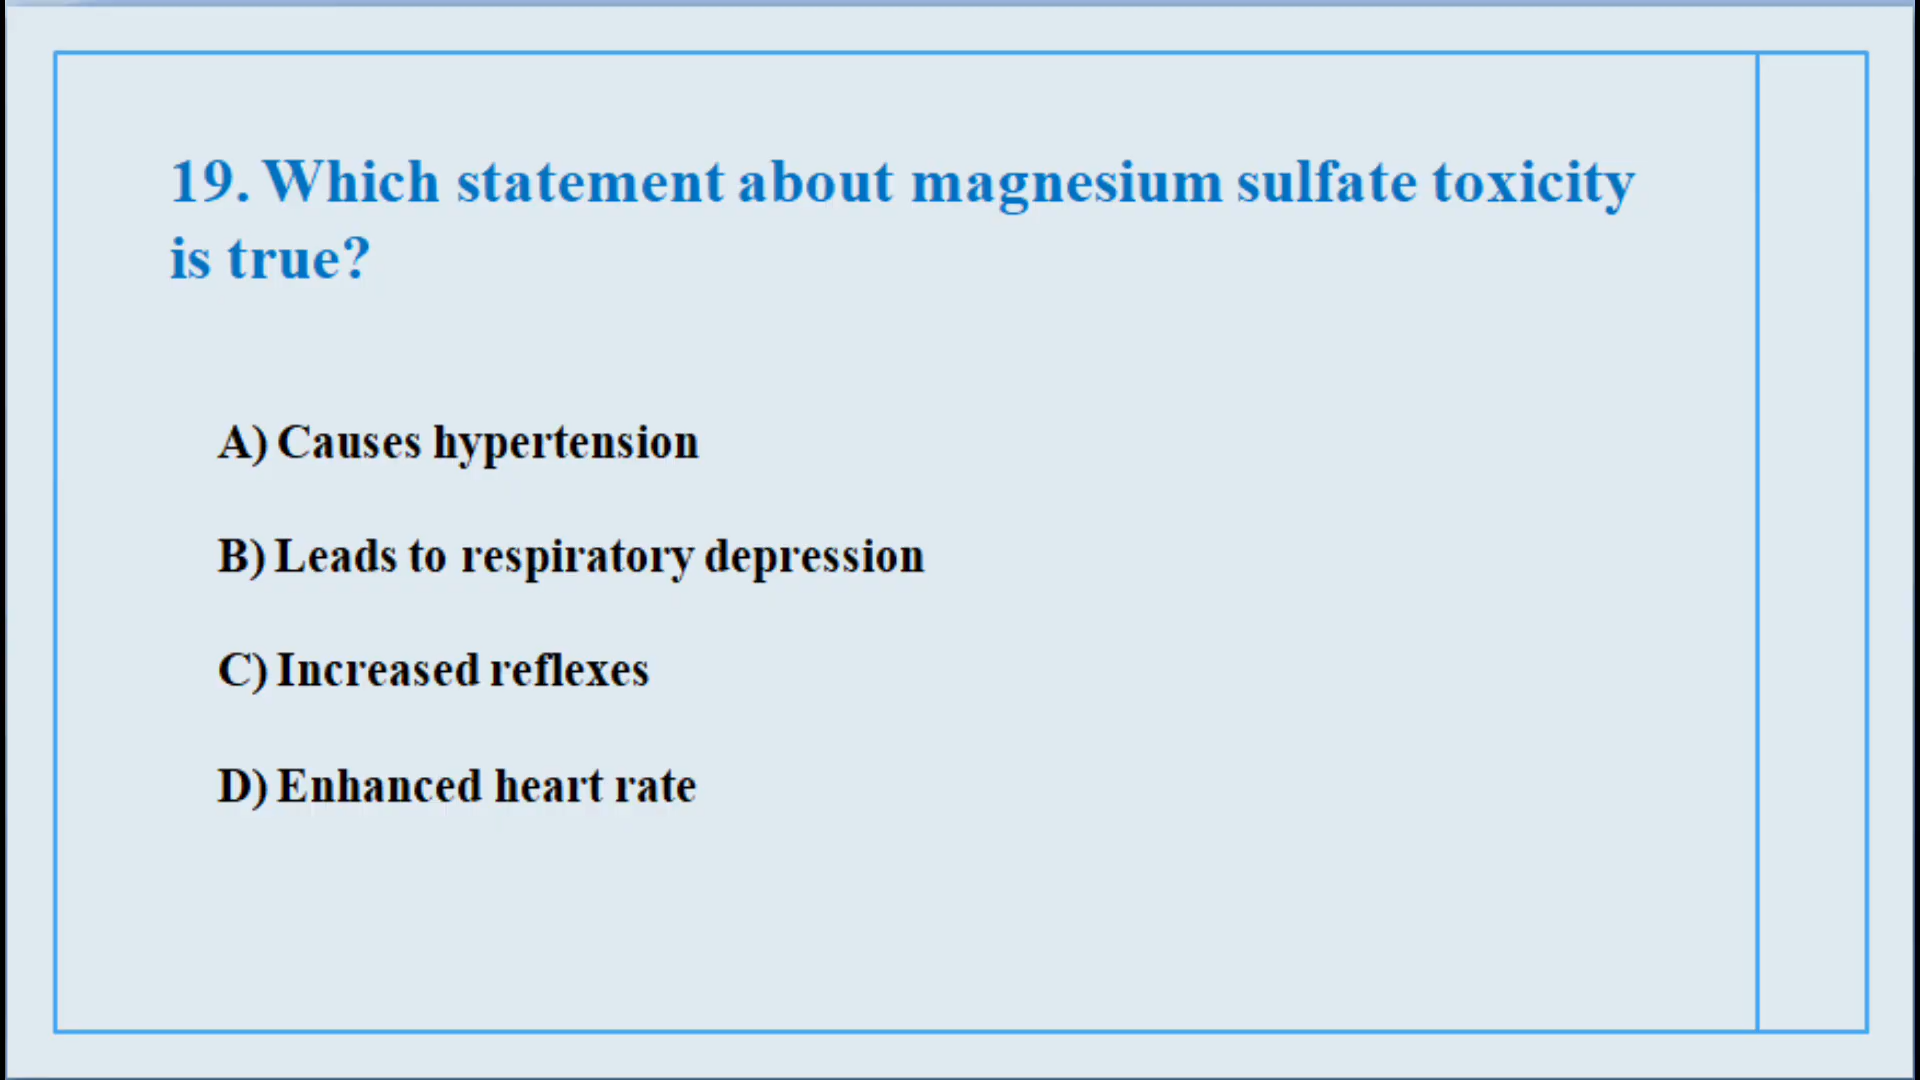 19. Which statement about magnesium sulfate toxicity
is true?
A) Causes hypertension
B) Leads to respiratory depression
C) Increased reflexes
D) Enhanced heart rate